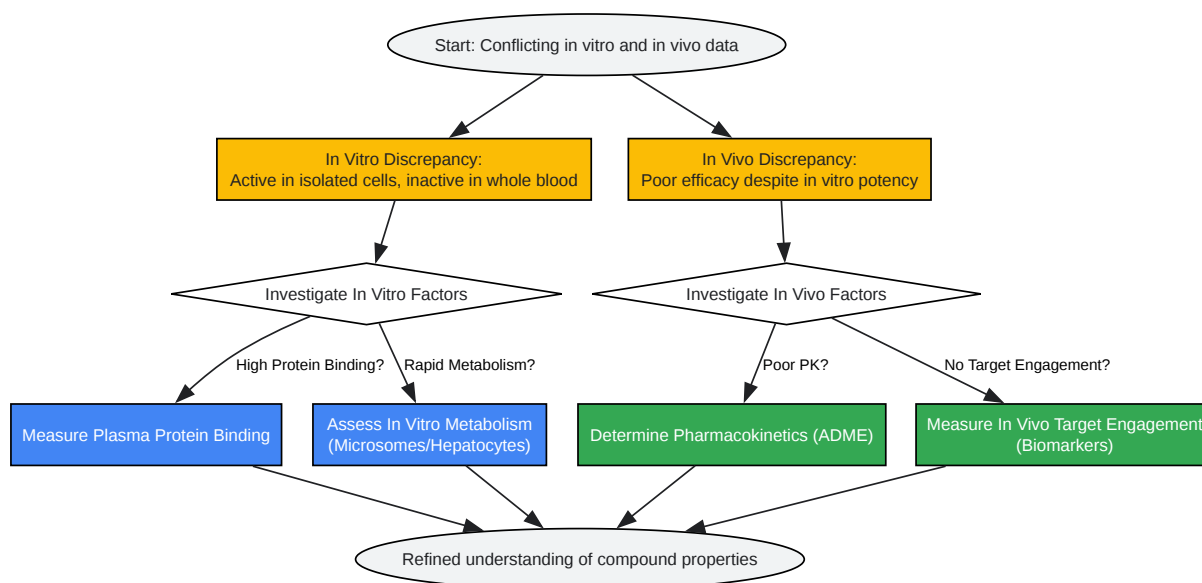 Start: Conflicting in vitro and in vivo data
In Vitro Discrepancy:
Active in isolated cells, inactive in whole blood
In Vivo Discrepancy:
Poor efficacy despite in vitro potency
Investigate In Vitro Factors
Investigate In Vivo Factors
High Protein Binding?
Rapid Metabolism?
Poor PK?
No Target Engagement?
Measure Plasma Protein Binding
Assess In Vitro Metabolism
(Microsomes/Hepatocytes)
Determine Pharmacokinetics (ADME)
Measure In Vivo Target Engagement
(Biomarkers)
Refined understanding of compound properties